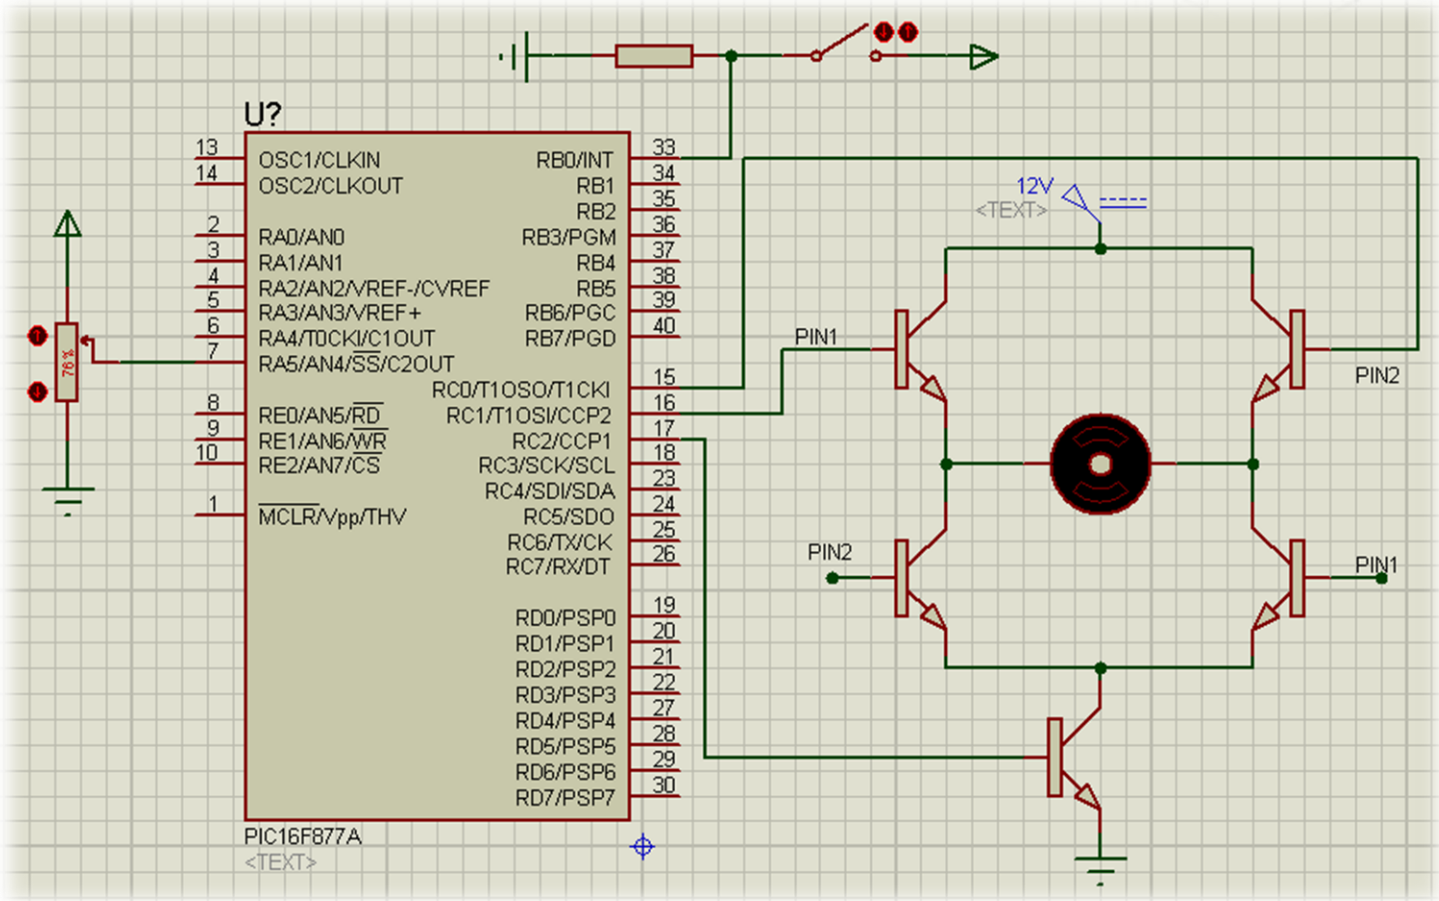 U?
13 OSC1/CLKIN
14 OSC2/CLKOUT
2 RA0/AN0
3 RA1/AN1
4 RA2/AN2/VREF-/CVREF
5 RA3/AN3/VREF+
6 RA4/T0CKI/C1OUT
7 RA5/AN4/SS/C2OUT
8 RE0/AN5/RD
9 RE1/AN6/WR
10 RE2/AN7/CS
1 MCLR/Vpp/THV
RB0/INT 33
RB1 34
RB2 35
RB3/PGM 36
RB4 37
RB5 38
RB6/PGC 39
RB7/PGD 40
RC0/T1OSO/T1CKI 15
RC1/T1OSI/CCP2 16
RC2/CCP1 17
RC3/SCK/SCL 18
RC4/SDI/SDA 23
RC5/SDO 24
RC6/TX/CK 25
RC7/RX/DT 26
RD0/PSP0 19
RD1/PSP1 20
RD2/PSP2 21
RD3/PSP3 22
RD4/PSP4 27
RD5/PSP5 28
RD6/PSP6 29
RD7/PSP7 30
PIC16F877A
<TEXT>
76%
12V
<TEXT>
PIN1
PIN2
PIN2
PIN1